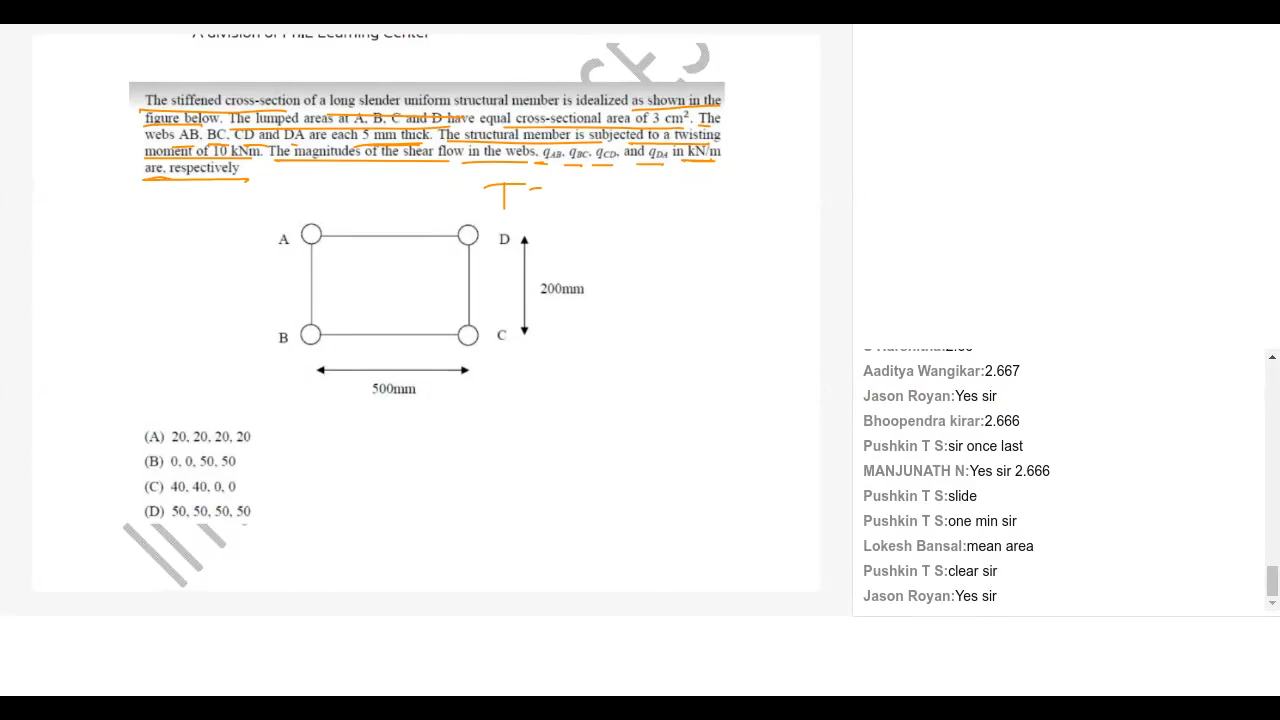 A division of PhIE Learning Center
The stiffened cross-section of a long slender uniform structural member is idealized as shown in the
figure below. The lumped areas at A, B, C and D have equal cross-sectional area of 3 cm². The
webs AB, BC, CD and DA are each 5 mm thick. The structural member is subjected to a twisting
moment of 10 kNm. The magnitudes of the shear flow in the webs, qAB, qBC, qCD, and qDA in kN/m
are, respectively
T=
A
D
200mm
B
C
500mm
(A) 20, 20, 20, 20
(B) 0, 0, 50, 50
(C) 40, 40, 0, 0
(D) 50, 50, 50, 50
Aaditya Wangikar:2.667
Jason Royan:Yes sir
Bhoopendra kirar:2.666
Pushkin T S:sir once last
MANJUNATH N:Yes sir 2.666
Pushkin T S:slide
Pushkin T S:one min sir
Lokesh Bansal:mean area
Pushkin T S:clear sir
Jason Royan:Yes sir